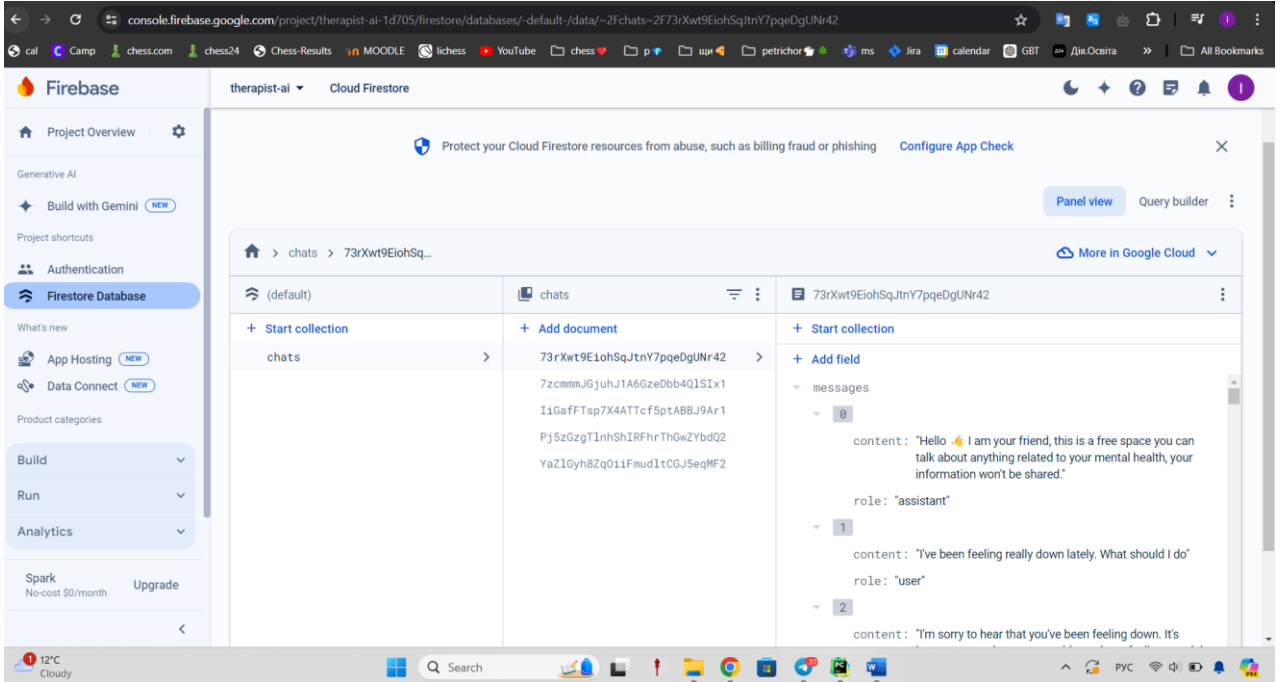 console.firebase.google.com/project/therapist-ai-1d705/firestore/databases/-default-/data/~2Fchats~2F73rXwt9EiohSqJtnY7pqeDgUNr42
cal Camp chess.com chess24 Chess-Results MOODLE lichess YouTube chess p щи petrichor ms Jira calendar GBT Дія.Освіта » All Bookmarks
Firebase
therapist-ai Cloud Firestore
I
Project Overview
Generative AI
Build with Gemini NEW
Project shortcuts
Authentication
Firestore Database
What's new
App Hosting NEW
Data Connect NEW
Product categories
Build
Run
Analytics
Spark
No-cost $0/month
Upgrade
Protect your Cloud Firestore resources from abuse, such as billing fraud or phishing Configure App Check
Panel view Query builder
chats 73rXwt9EiohSq...
More in Google Cloud
(default)
+ Start collection
chats
chats
+ Add document
73rXwt9EiohSqJtnY7pqeDgUNr42
7zcmmmJGjuhJ1A6GzeDbb4QlSIx1
IiGafFTsp7X4ATTcf5ptABBJ9Ar1
Pj5zGzgTlnhShIRFhrThGwZYbdQ2
YaZlGyh8ZqOiiFmudltCGJ5eqMF2
73rXwt9EiohSqJtnY7pqeDgUNr42
+ Start collection
+ Add field
messages
0
content: "Hello 👋 I am your friend, this is a free space you can
talk about anything related to your mental health, your
information won't be shared."
role: "assistant"
1
content: "I've been feeling really down lately. What should I do"
role: "user"
2
content: "I'm sorry to hear that you've been feeling down. It's
1
12°C
Cloudy
Search
РУС